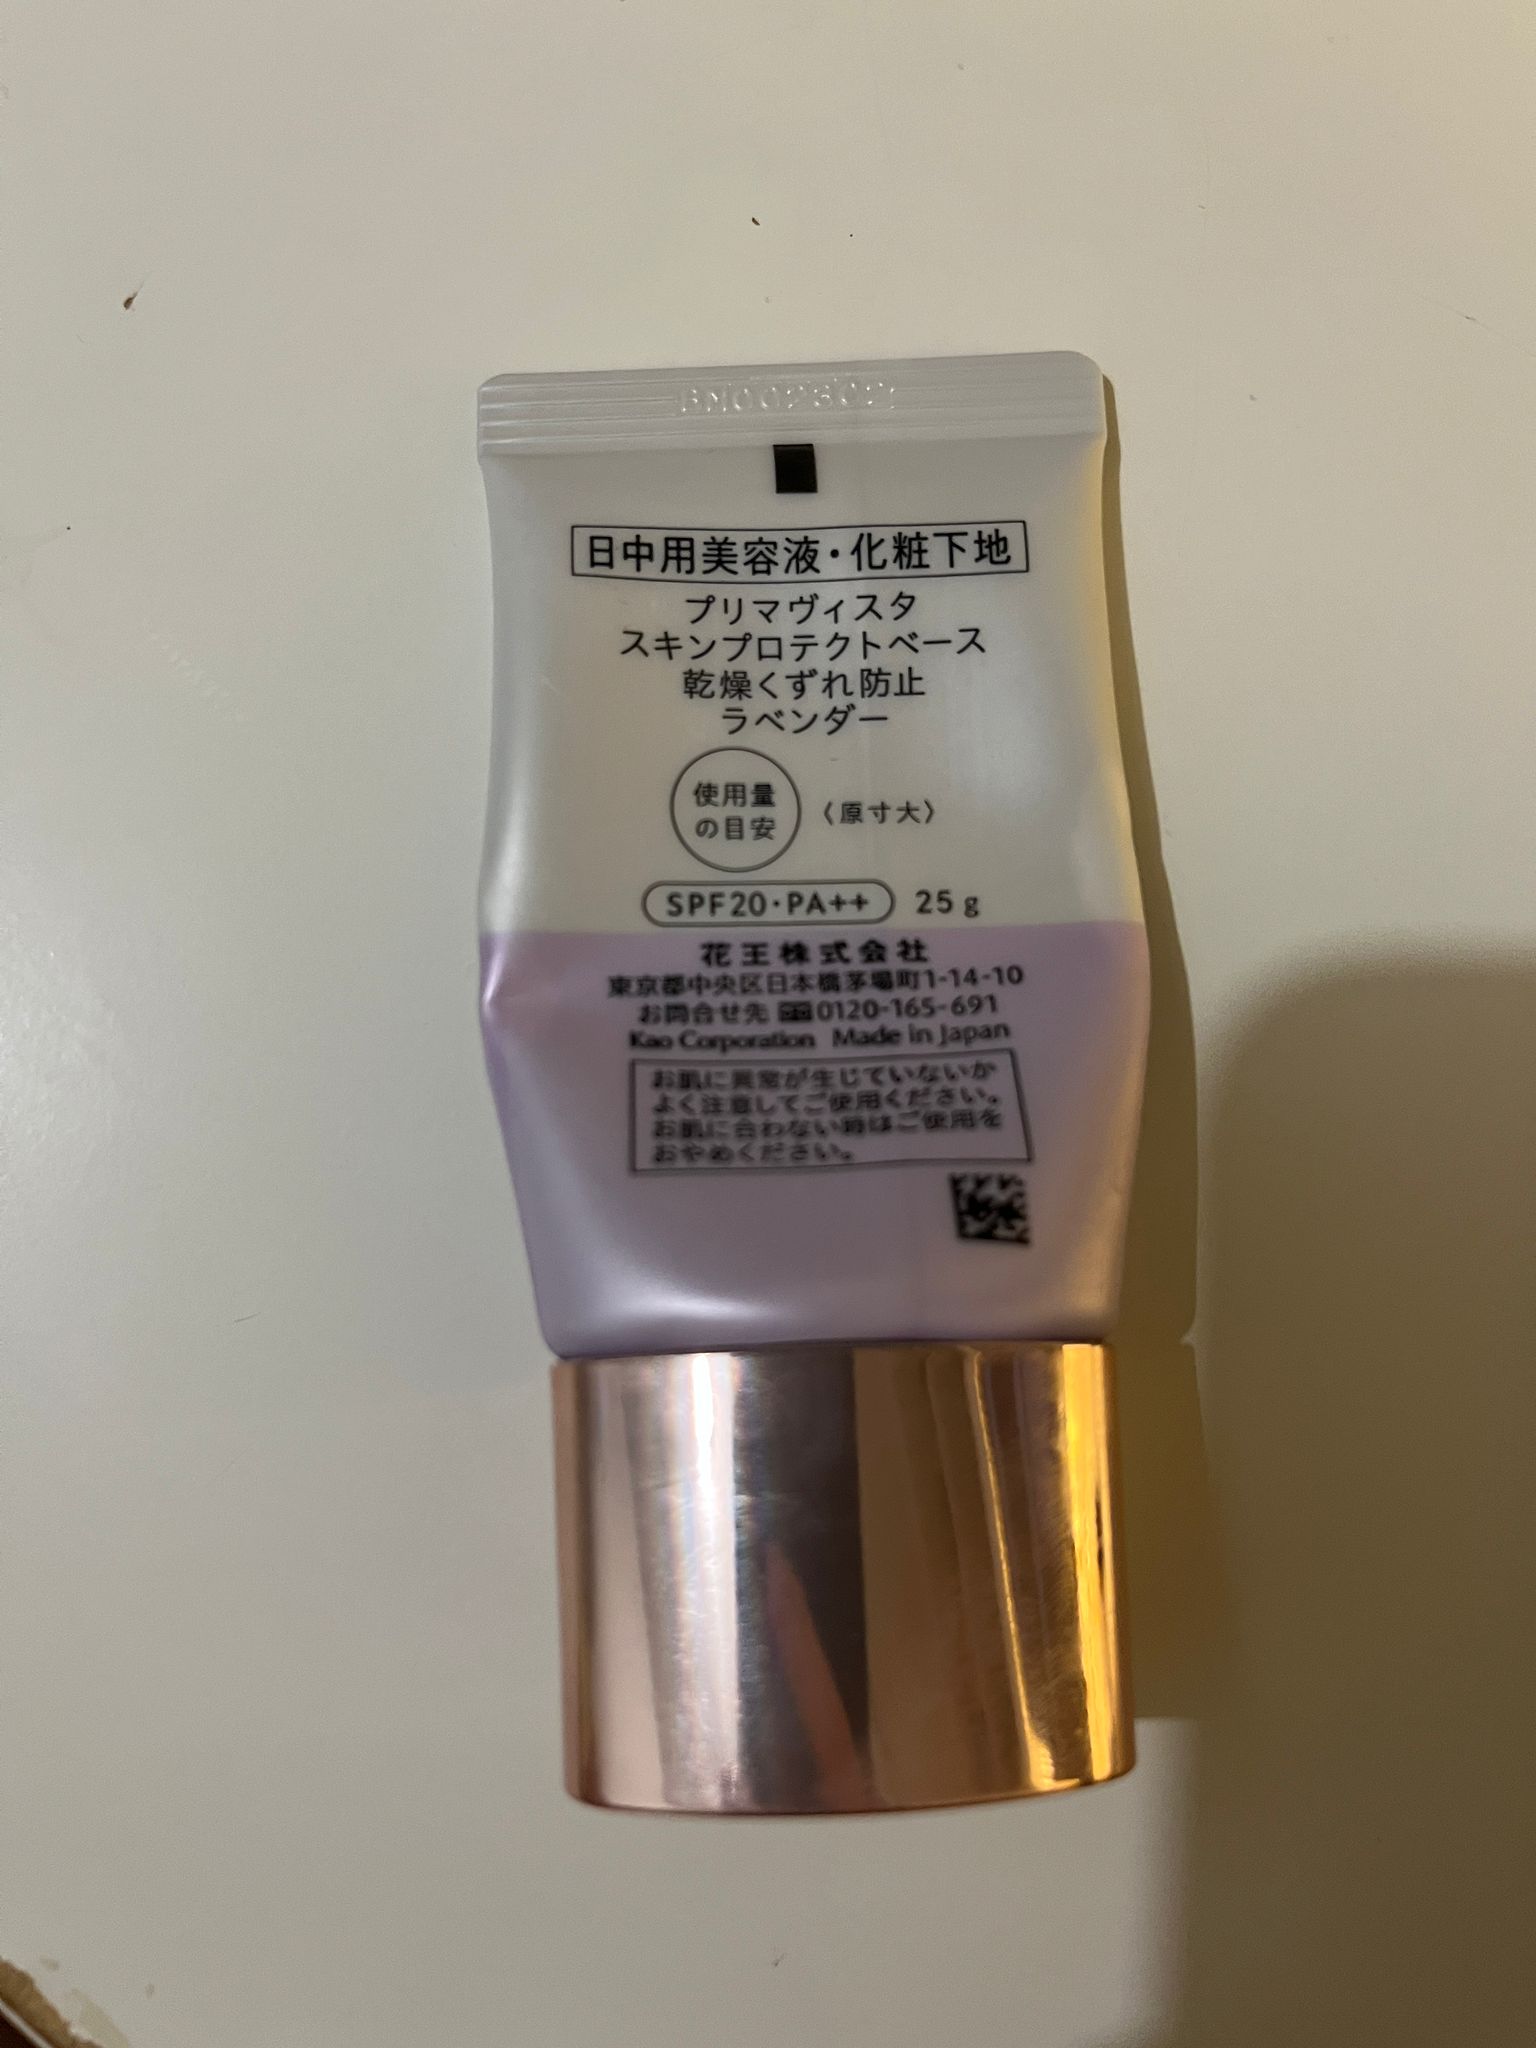 日中用美容液・化粧下地
プリマヴィスタ
スキンプロテクトベース
乾燥くずれ防止
ラベンダー
使用量
の目安
〈原寸大〉
SPF20・PA++ 25g
花王株式会社
東京都中央区日本橋茅場町1-14-10
お問合せ先 0120-165-691
Kao Corporation Made in Japan
お肌に異常が生じていないか
よく注意してご使用ください。
お肌に合わない時はご使用を
おやめください。